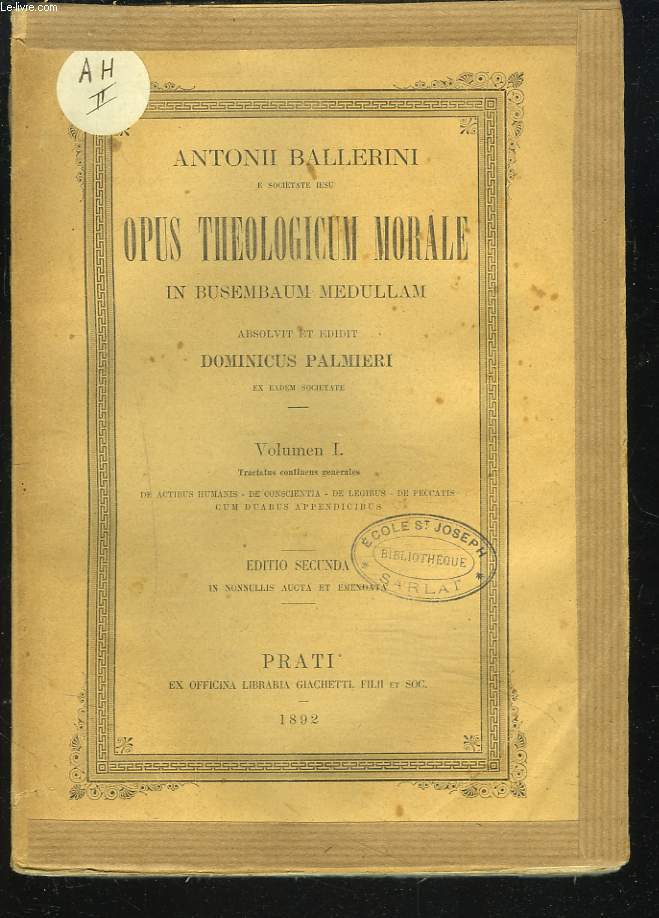 Le-livre.com
AH
II
ANTONII BALLERINI
E SOCIETATE IESU
OPUS THEOLOGICUM MORALE
IN BUSEMBAUM MEDULLAM
ABSOLVIT ET EDIDIT
DOMINICUS PALMIERI
EX EADEM SOCIETATE
Volumen I.
Tractatus continens generales
DE ACTIBUS HUMANIS - DE CONSCIENTIA - DE LEGIBUS - DE PECCATIS
CUM DUABUS APPENDICIBUS
ÉCOLE ST JOSEPH
BIBLIOTHÈQUE
* SARLAT *
EDITIO SECUNDA
IN NONNULLIS AUCTA ET EMENDATA
PRATI
EX OFFICINA LIBRARIA GIACHETTI, FILII ET SOC.
1892